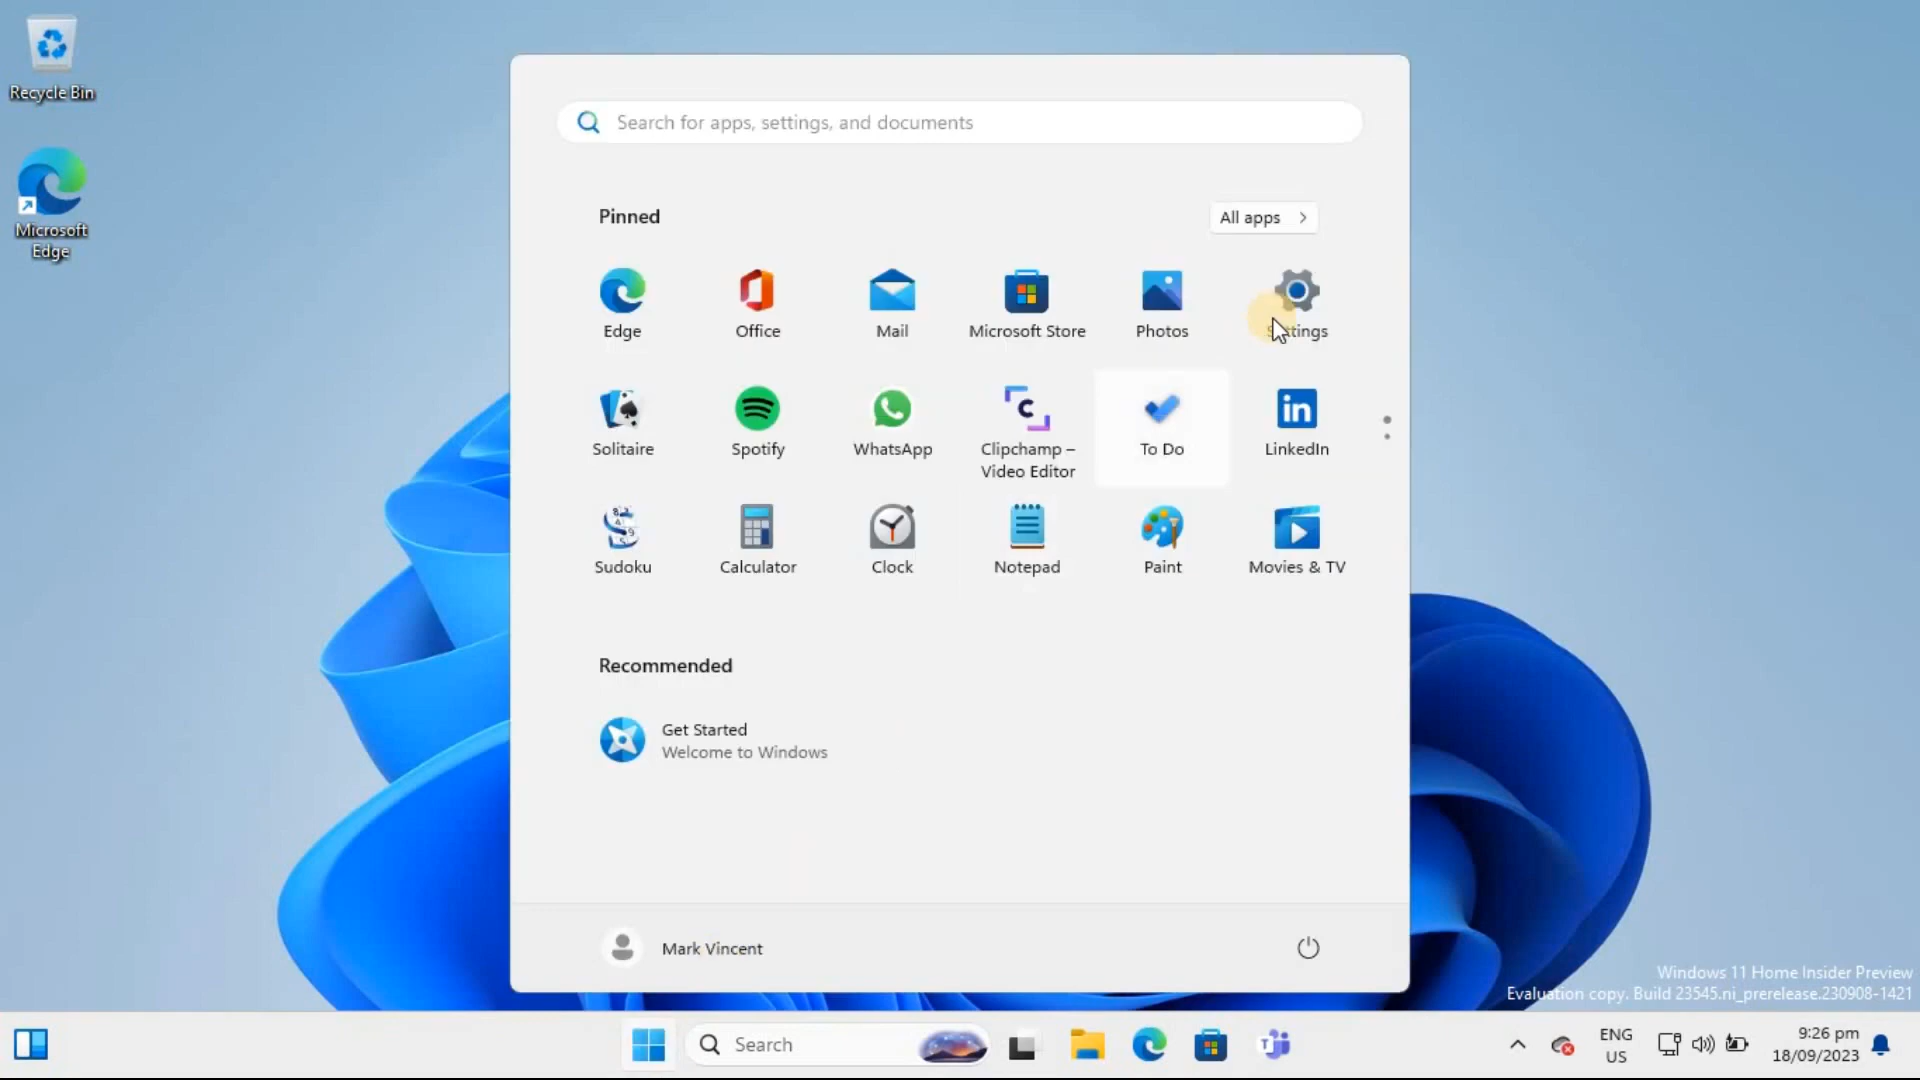 Recycle Bin
Microsoft
Edge
Search for apps, settings, and documents
Pinned
All apps
Edge
Office
Mail
Microsoft Store
Photos
Settings
Solitaire
Spotify
WhatsApp
Clipchamp –
Video Editor
To Do
LinkedIn
Sudoku
Calculator
Clock
Notepad
Paint
Movies & TV
Recommended
Get Started
Welcome to Windows
Mark Vincent
Windows 11 Home Insider Preview
Evaluation copy. Build 23545.ni_prerelease.230908-1421
Search
ENG
US
9:26 pm
18/09/2023